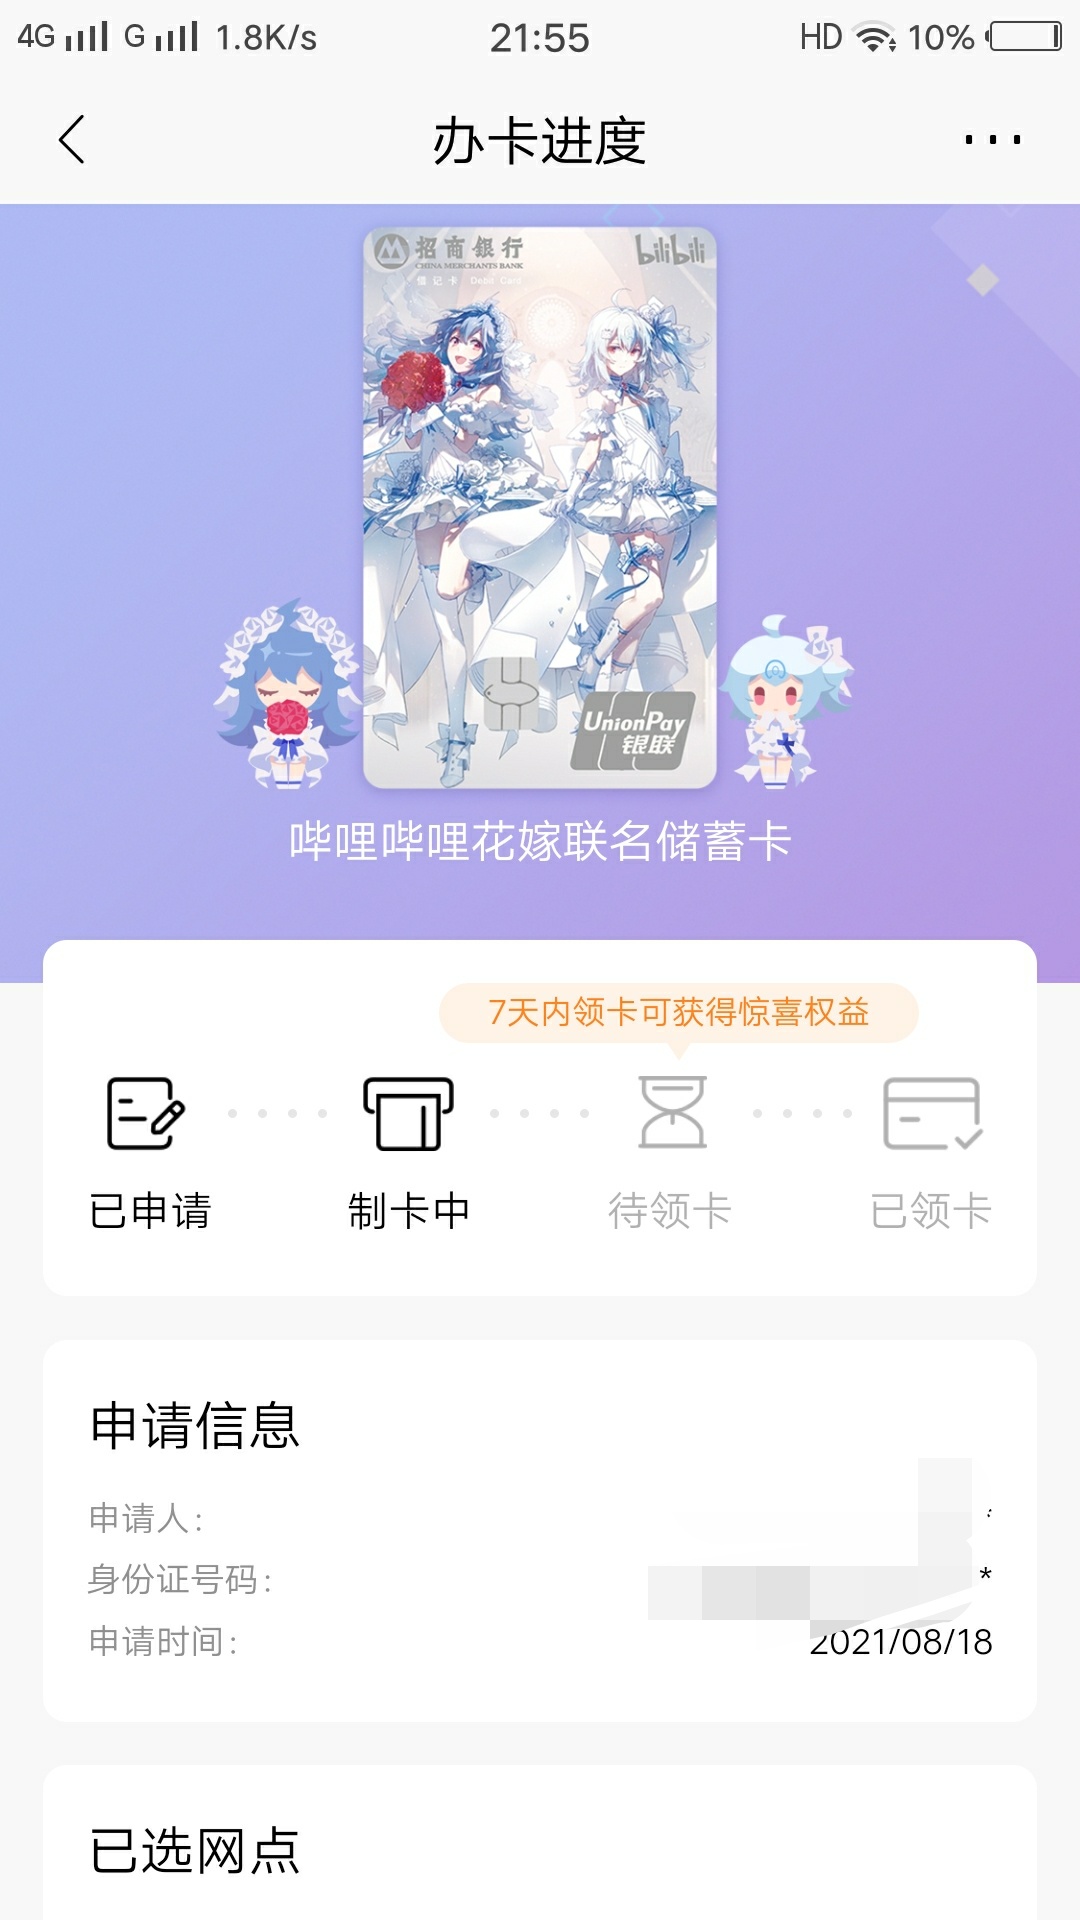 4G G 1.8K/s 21:55 HD 10%
办卡进度
招商银行 bilibili
CHINA MERCHANTS BANK
借记卡 Debit Card
UnionPay
银联
哔哩哔哩花嫁联名储蓄卡
7天内领卡可获得惊喜权益
已申请 制卡中 待领卡 已领卡
申请信息
申请人:
身份证号码: *
申请时间: 2021/08/18
已选网点